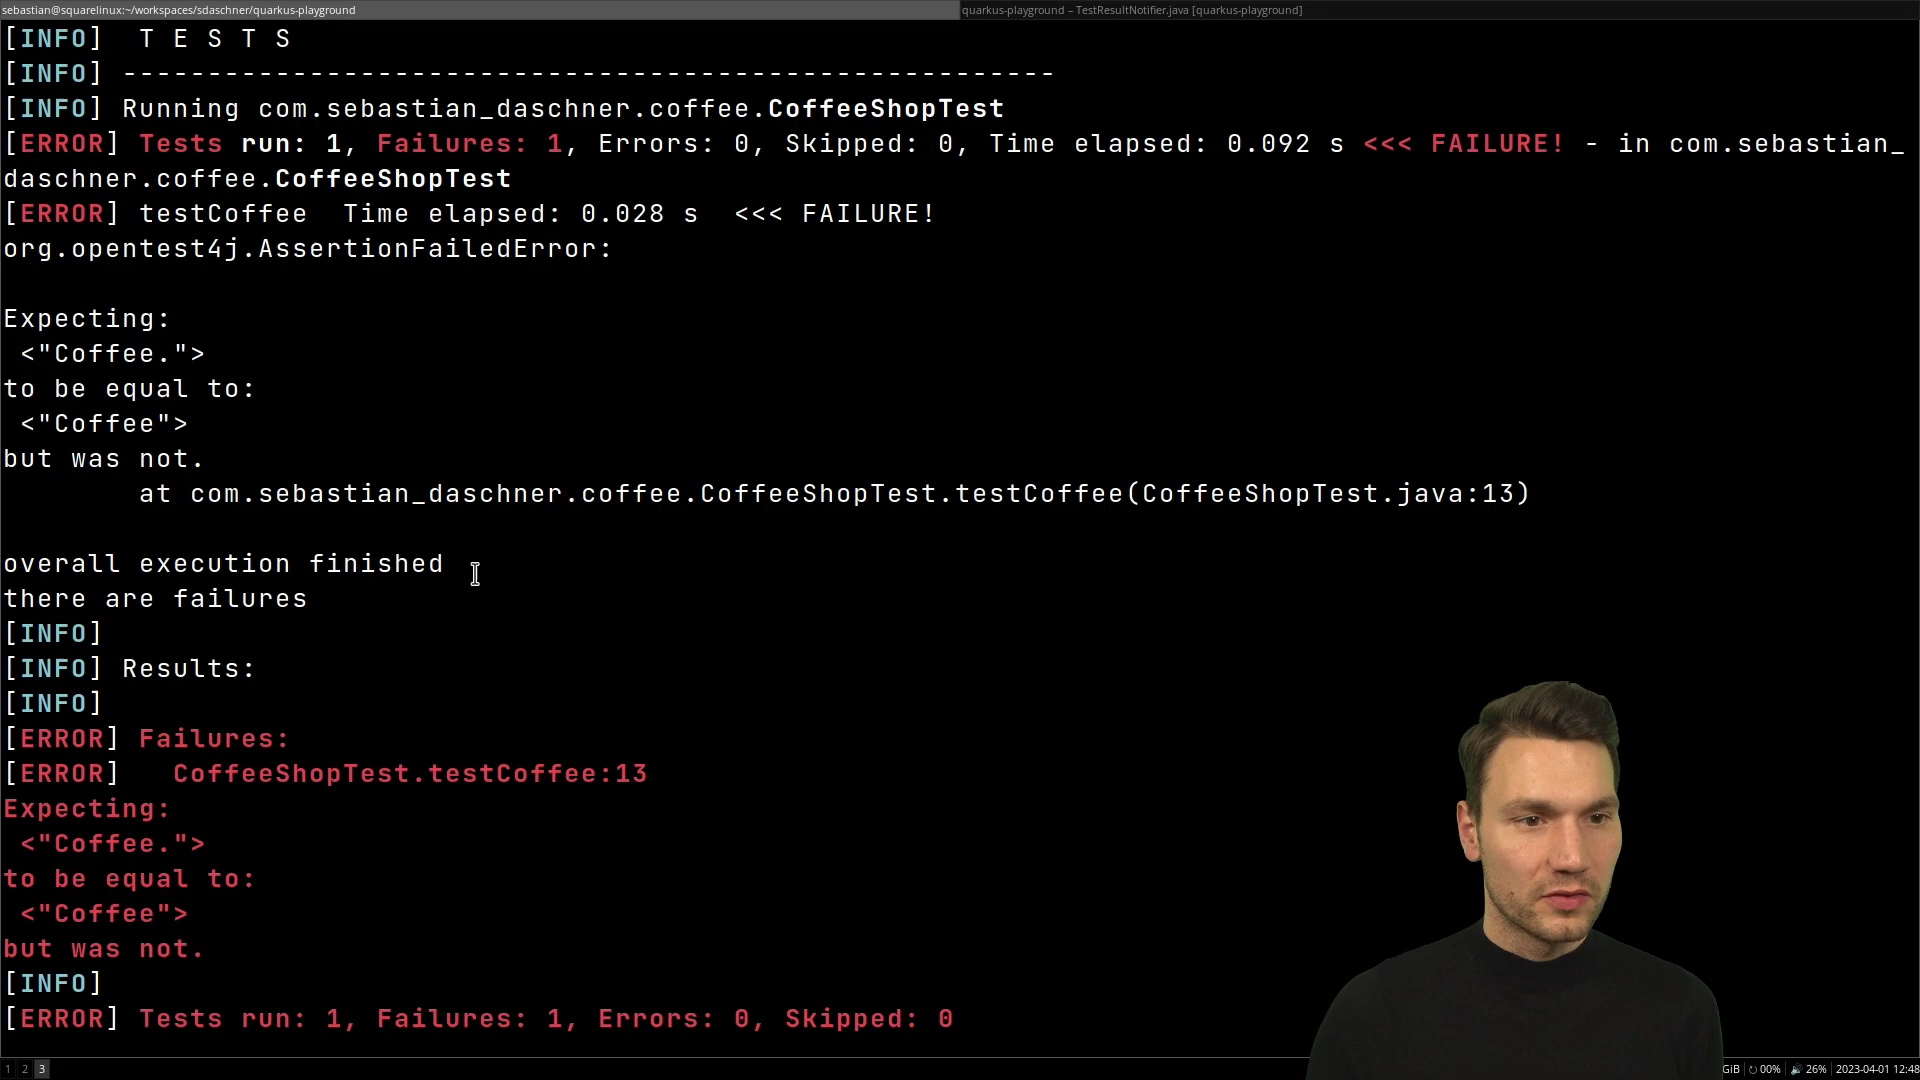 sebastian@squarelinux:~/workspaces/sdaschner/quarkus-playground
quarkus-playground – TestResultNotifier.java [quarkus-playground]
[INFO]  T E S T S
[INFO] -------------------------------------------------------
[INFO] Running com.sebastian_daschner.coffee.CoffeeShopTest
[ERROR] Tests run: 1, Failures: 1, Errors: 0, Skipped: 0, Time elapsed: 0.092 s <<< FAILURE! - in com.sebastian_
daschner.coffee.CoffeeShopTest
[ERROR] testCoffee  Time elapsed: 0.028 s  <<< FAILURE!
org.opentest4j.AssertionFailedError:
Expecting:
 <"Coffee.">
to be equal to:
 <"Coffee">
but was not.
        at com.sebastian_daschner.coffee.CoffeeShopTest.testCoffee(CoffeeShopTest.java:13)
overall execution finished
there are failures
[INFO]
[INFO] Results:
[INFO]
[ERROR] Failures:
[ERROR]   CoffeeShopTest.testCoffee:13
Expecting:
 <"Coffee.">
to be equal to:
 <"Coffee">
but was not.
[INFO]
[ERROR] Tests run: 1, Failures: 1, Errors: 0, Skipped: 0
1 2 3
GiB 00% 26% 2023-04-01 12:48